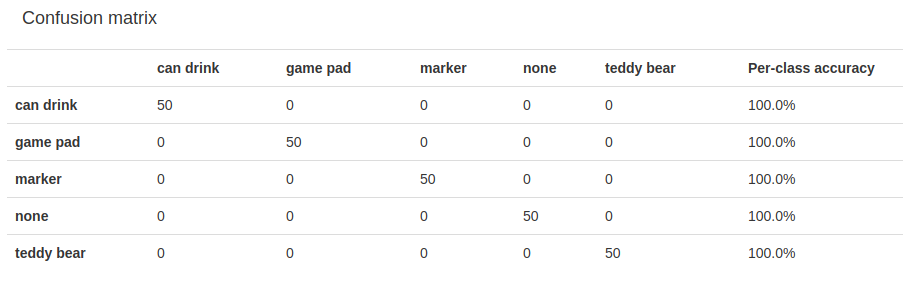 Confusion matrix
can drink game pad marker none teddy bear Per-class accuracy
can drink 50 0 0 0 0 100.0%
game pad 0 50 0 0 0 100.0%
marker 0 0 50 0 0 100.0%
none 0 0 0 50 0 100.0%
teddy bear 0 0 0 0 50 100.0%